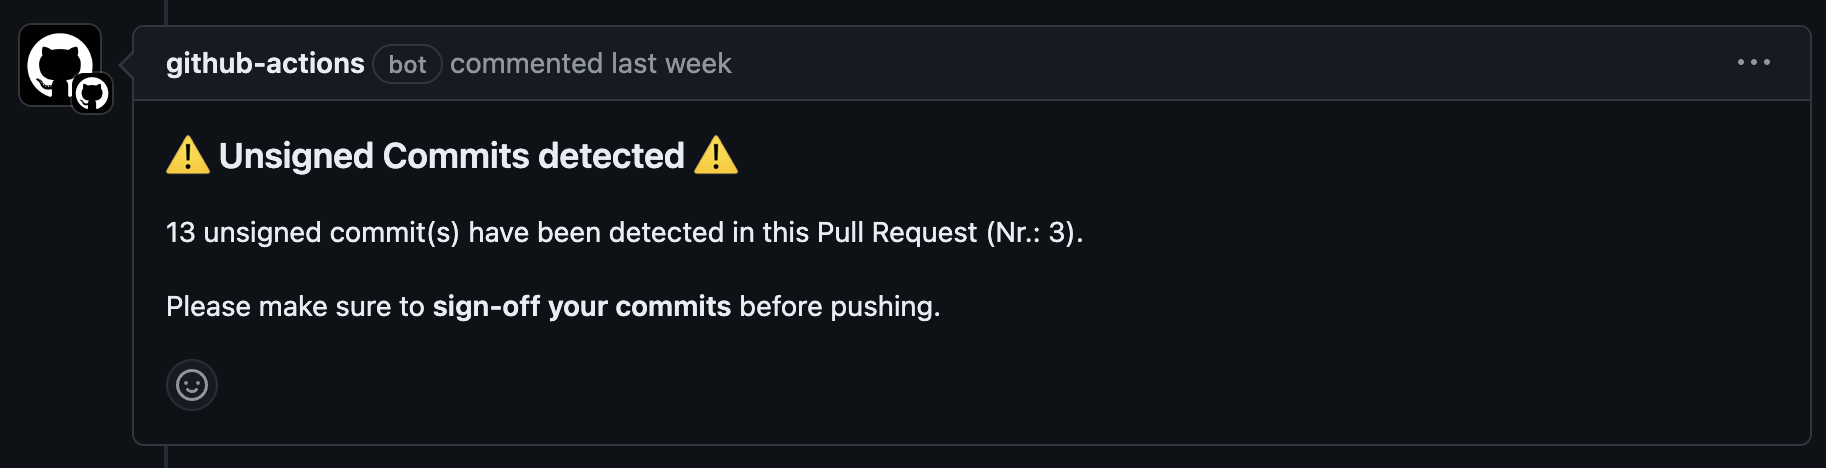 github-actions bot commented last week
⚠️ Unsigned Commits detected ⚠️
13 unsigned commit(s) have been detected in this Pull Request (Nr.: 3).
Please make sure to sign-off your commits before pushing.